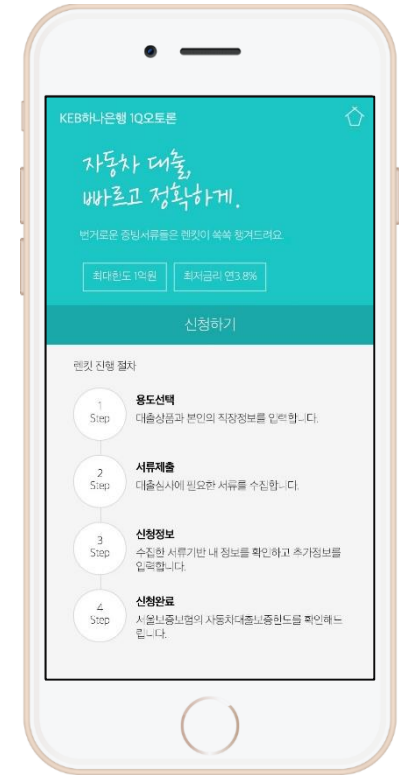 KEB하나은행 1Q오토론
자동차 대출,
빠르고 정확하게.
번거로운 증빙서류들은 렌킷이 쏙쏙 챙겨드려요
최대한도 1억원
최저금리 연3.8%
신청하기
렌킷 진행 절차
1
Step
용도선택
대출상품과 본인의 직장정보를 입력합니다.
2
Step
서류제출
대출심사에 필요한 서류를 수집합니다.
3
Step
신청정보
수집한 서류기반 내 정보를 확인하고 추가정보를
입력합니다.
4
Step
신청완료
서울보증보험의 자동차대출보증한도를 확인해드
립니다.